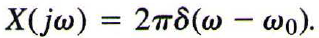 X(jω) = 2πδ(ω − ω₀).